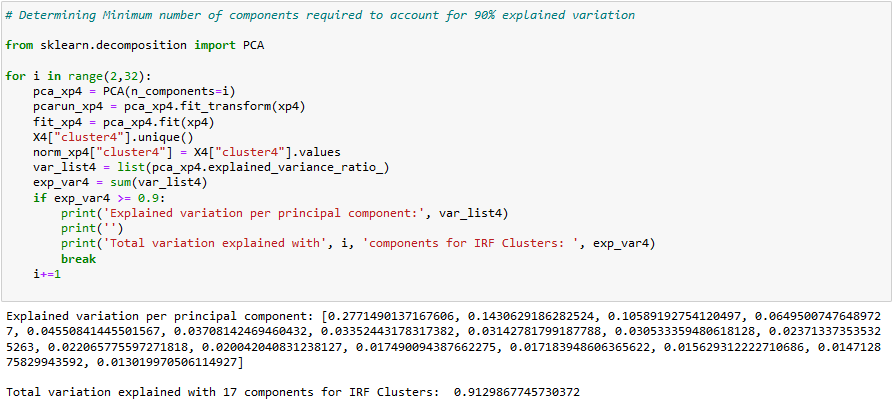 # Determining Minimum number of components required to account for 90% explained variation
from sklearn.decomposition import PCA
for i in range(2,32):
    pca_xp4 = PCA(n_components=i)
    pcarun_xp4 = pca_xp4.fit_transform(xp4)
    fit_xp4 = pca_xp4.fit(xp4)
    X4["cluster4"].unique()
    norm_xp4["cluster4"] = X4["cluster4"].values
    var_list4 = list(pca_xp4.explained_variance_ratio_)
    exp_var4 = sum(var_list4)
    if exp_var4 >= 0.9:
        print('Explained variation per principal component:', var_list4)
        print('')
        print('Total variation explained with', i, 'components for IRF Clusters: ', exp_var4)
        break
    i+=1
Explained variation per principal component: [0.2771490137167606, 0.1430629186282524, 0.10589192754120497, 0.0649500747648972
7, 0.04550841445501567, 0.03708142469460432, 0.03352443178317382, 0.03142781799187788, 0.030533359480618128, 0.02371337353532
5263, 0.022065775597271818, 0.020042040831238127, 0.017490094387662275, 0.017183948606365622, 0.015629312222710686, 0.0147128
75829943592, 0.013019970506114927]
Total variation explained with 17 components for IRF Clusters:  0.9129867745730372